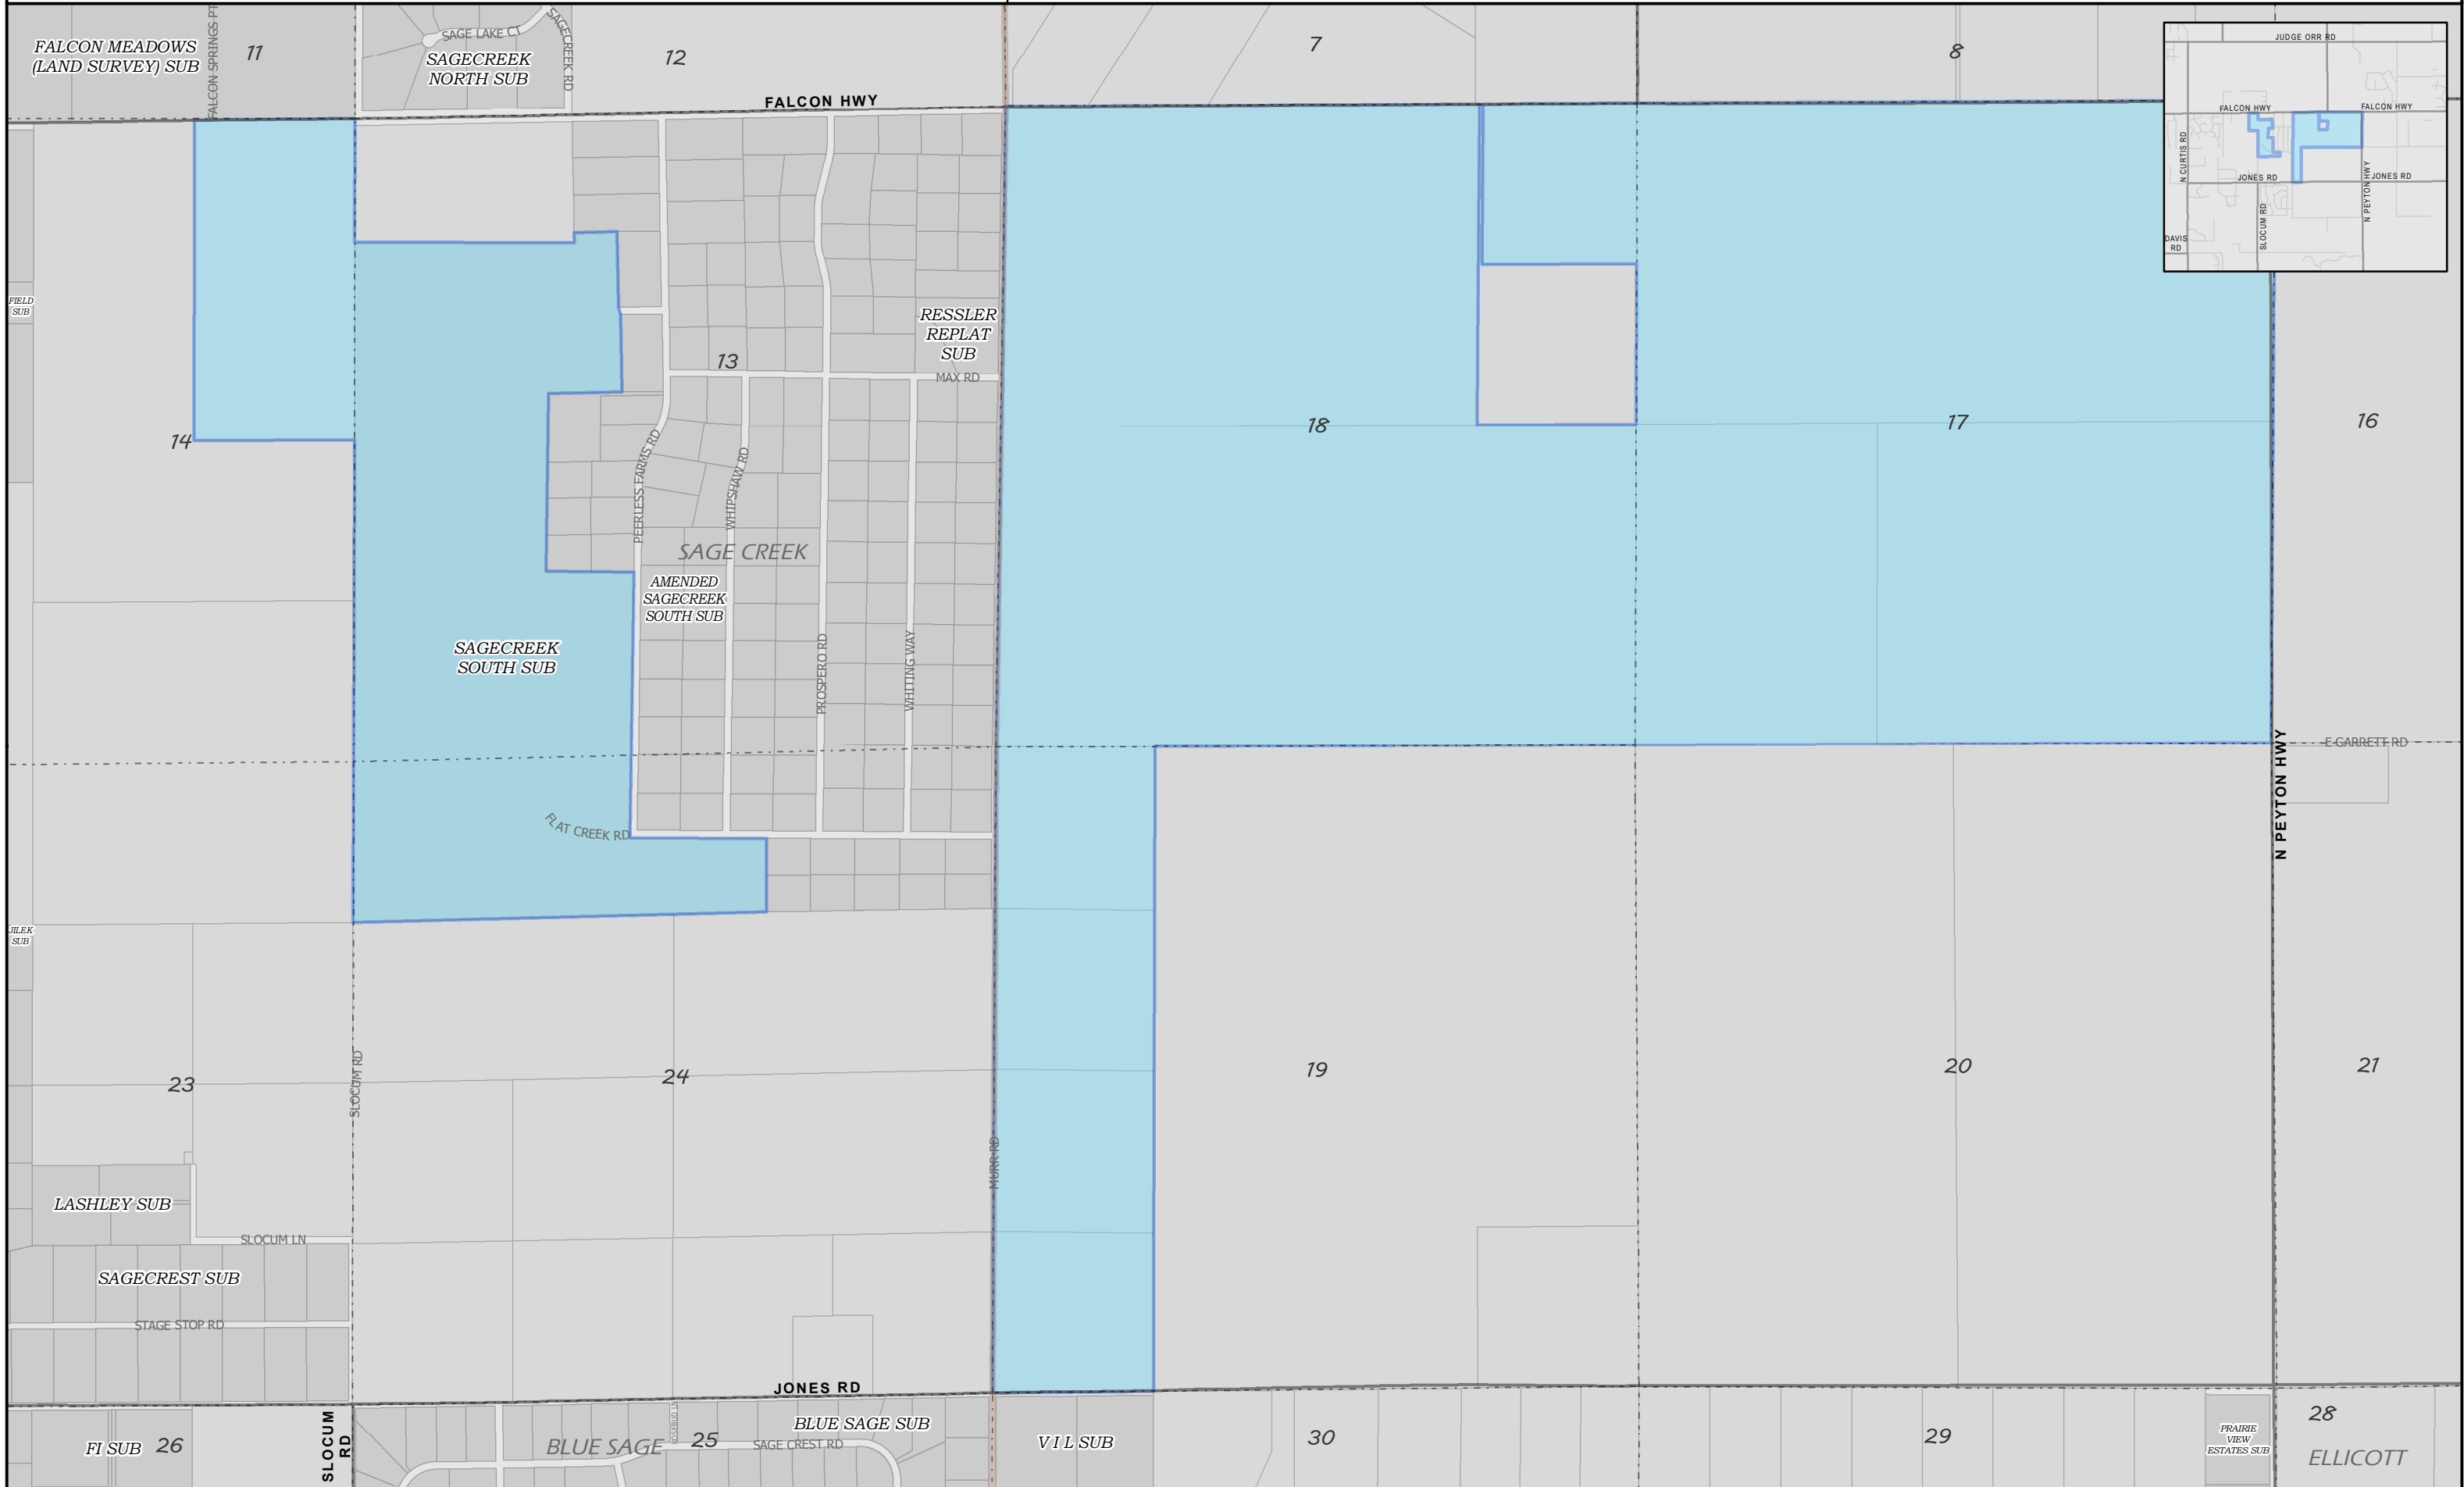 FALCON MEADOWS
(LAND SURVEY) SUB
FALCON SPRINGS PT
11
SAGE LAKE CT
SAGECREEK RD
SAGECREEK
NORTH SUB
12
7
8
FALCON HWY
JUDGE ORR RD
FALCON HWY
FALCON HWY
N CURTIS RD
JONES RD
JONES RD
N PEYTON HWY
SLOCUM RD
DAVIS
RD
FIELD
SUB
RESSLER
REPLAT
SUB
13
MAX RD
14
18
17
16
PEERLESS FARMS RD
WHIPSHAW RD
SAGE CREEK
AMENDED
SAGECREEK
SOUTH SUB
SAGECREEK
SOUTH SUB
PROSPERO RD
WHITING WAY
E GARRETT RD
N PEYTON HWY
FLAT CREEK RD
JILEK
SUB
23
SLOCUM RD
24
19
20
21
MURR RD
LASHLEY SUB
SLOCUM LN
SAGECREST SUB
STAGE STOP RD
JONES RD
SLOCUM
RD
FI SUB
26
BLUE SAGE
ROSEBUD LN
25
BLUE SAGE SUB
SAGE CREST RD
V I L SUB
30
29
PRAIRIE
VIEW
ESTATES SUB
28
ELLICOTT